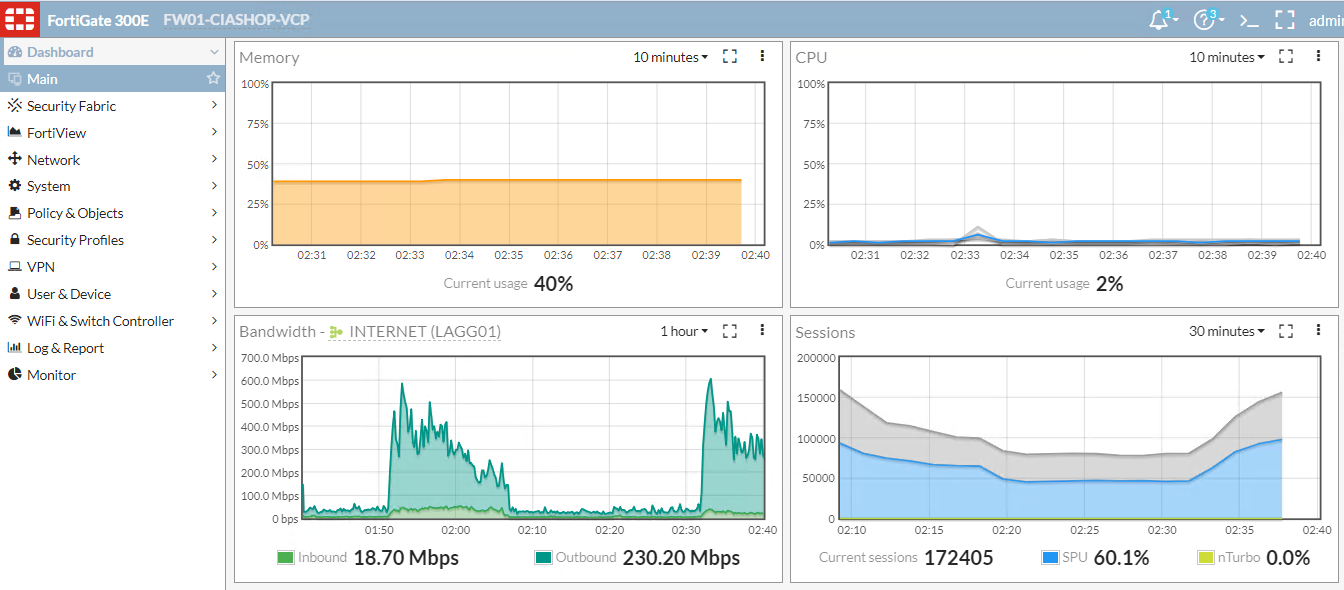 FortiGate 300E FW01-CIASHOP-VCP 1 3 >_ admin
Dashboard
Main
Security Fabric
FortiView
Network
System
Policy & Objects
Security Profiles
VPN
User & Device
WiFi & Switch Controller
Log & Report
Monitor
Memory 10 minutes
100%
75%
50%
25%
0%
02:31 02:32 02:33 02:34 02:35 02:36 02:37 02:38 02:39 02:40
Current usage 40%
CPU 10 minutes
100%
75%
50%
25%
0%
02:31 02:32 02:33 02:34 02:35 02:36 02:37 02:38 02:39 02:40
Current usage 2%
Bandwidth - INTERNET (LAGG01) 1 hour
700.0 Mbps
600.0 Mbps
500.0 Mbps
400.0 Mbps
300.0 Mbps
200.0 Mbps
100.0 Mbps
0 bps
01:50 02:00 02:10 02:20 02:30 02:40
Inbound 18.70 Mbps Outbound 230.20 Mbps
Sessions 30 minutes
200000
150000
100000
50000
0
02:10 02:15 02:20 02:25 02:30 02:35 02:40
Current sessions 172405 SPU 60.1% nTurbo 0.0%